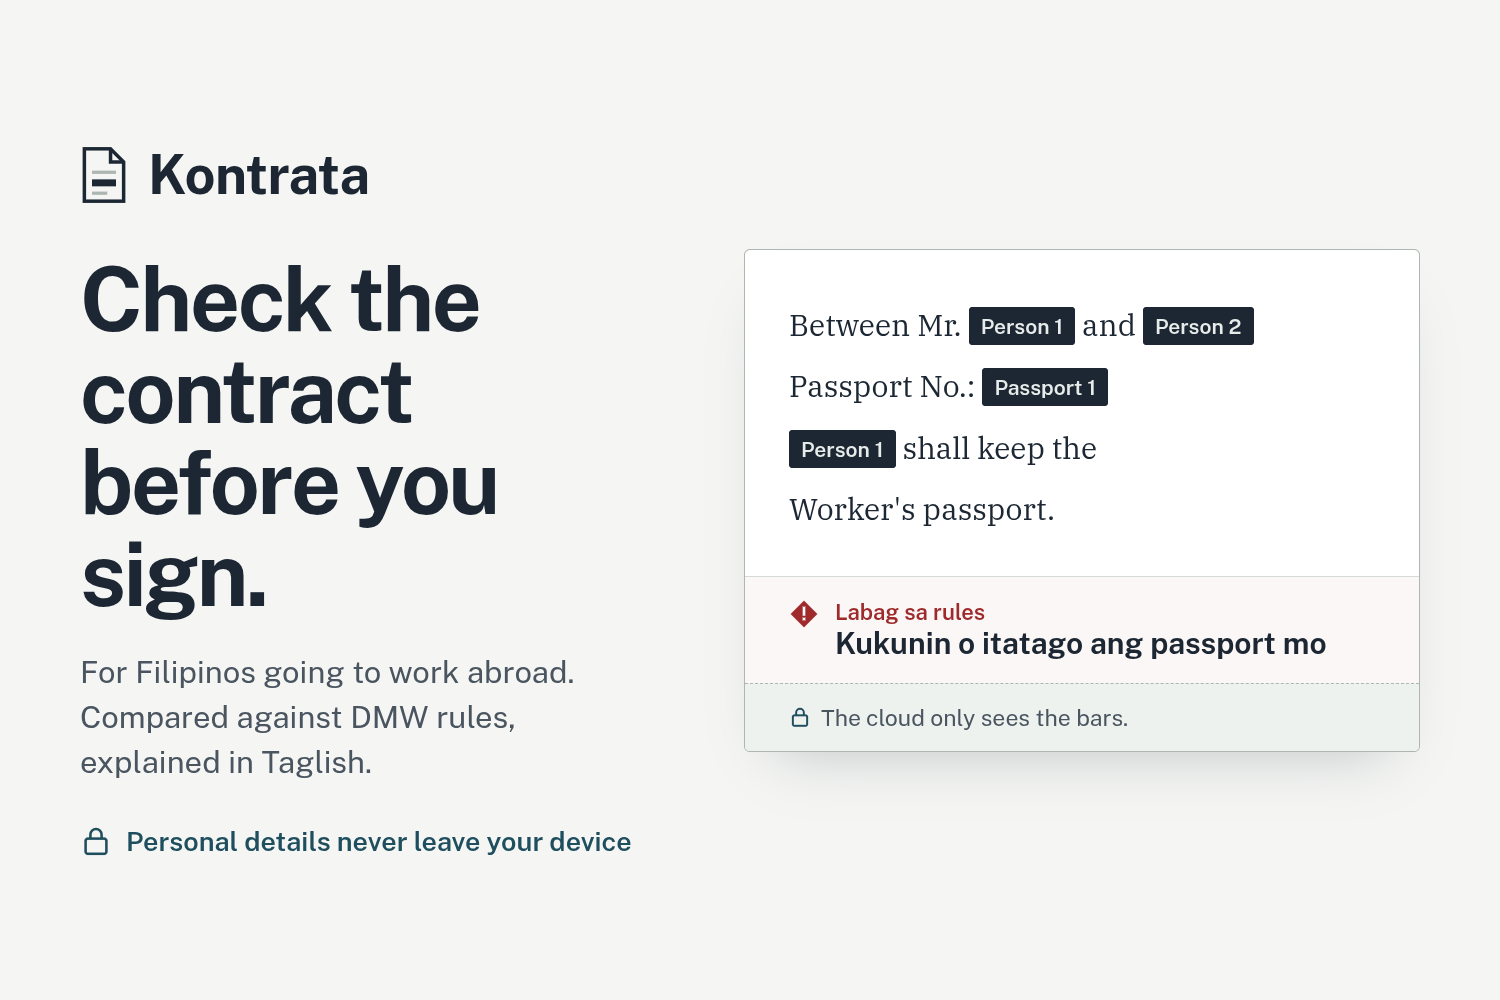 Kontrata
Check the
contract
before you
sign.
For Filipinos going to work abroad.
Compared against DMW rules,
explained in Taglish.
Personal details never leave your device
Between Mr. Person 1 and Person 2
Passport No.: Passport 1
Person 1 shall keep the
Worker's passport.
Labag sa rules
Kukunin o itatago ang passport mo
The cloud only sees the bars.